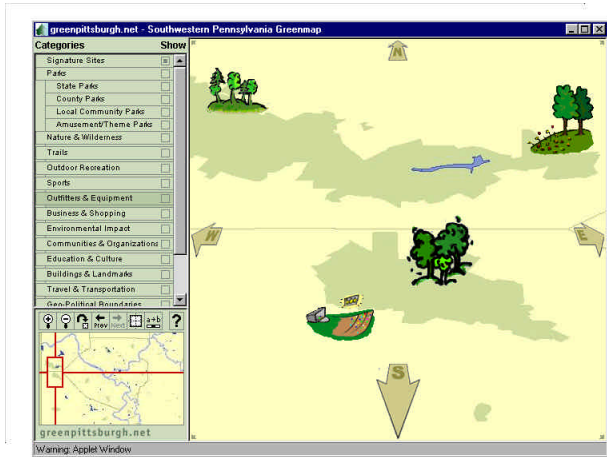 greenpittsburgh.net - Southwestern Pennsylvania Greenmap
Categories Show
Signature Sites
Parks
State Parks
County Parks
Local Community Parks
Amusement/Theme Parks
Nature & Wilderness
Trails
Outdoor Recreation
Sports
Outfitters & Equipment
Business & Shopping
Environmental Impact
Communities & Organizations
Education & Culture
Buildings & Landmarks
Travel & Transportation
Geo-Political Boundaries
N
W
E
S
Prev Next a+b ?
greenpittsburgh.net
Warning: Applet Window